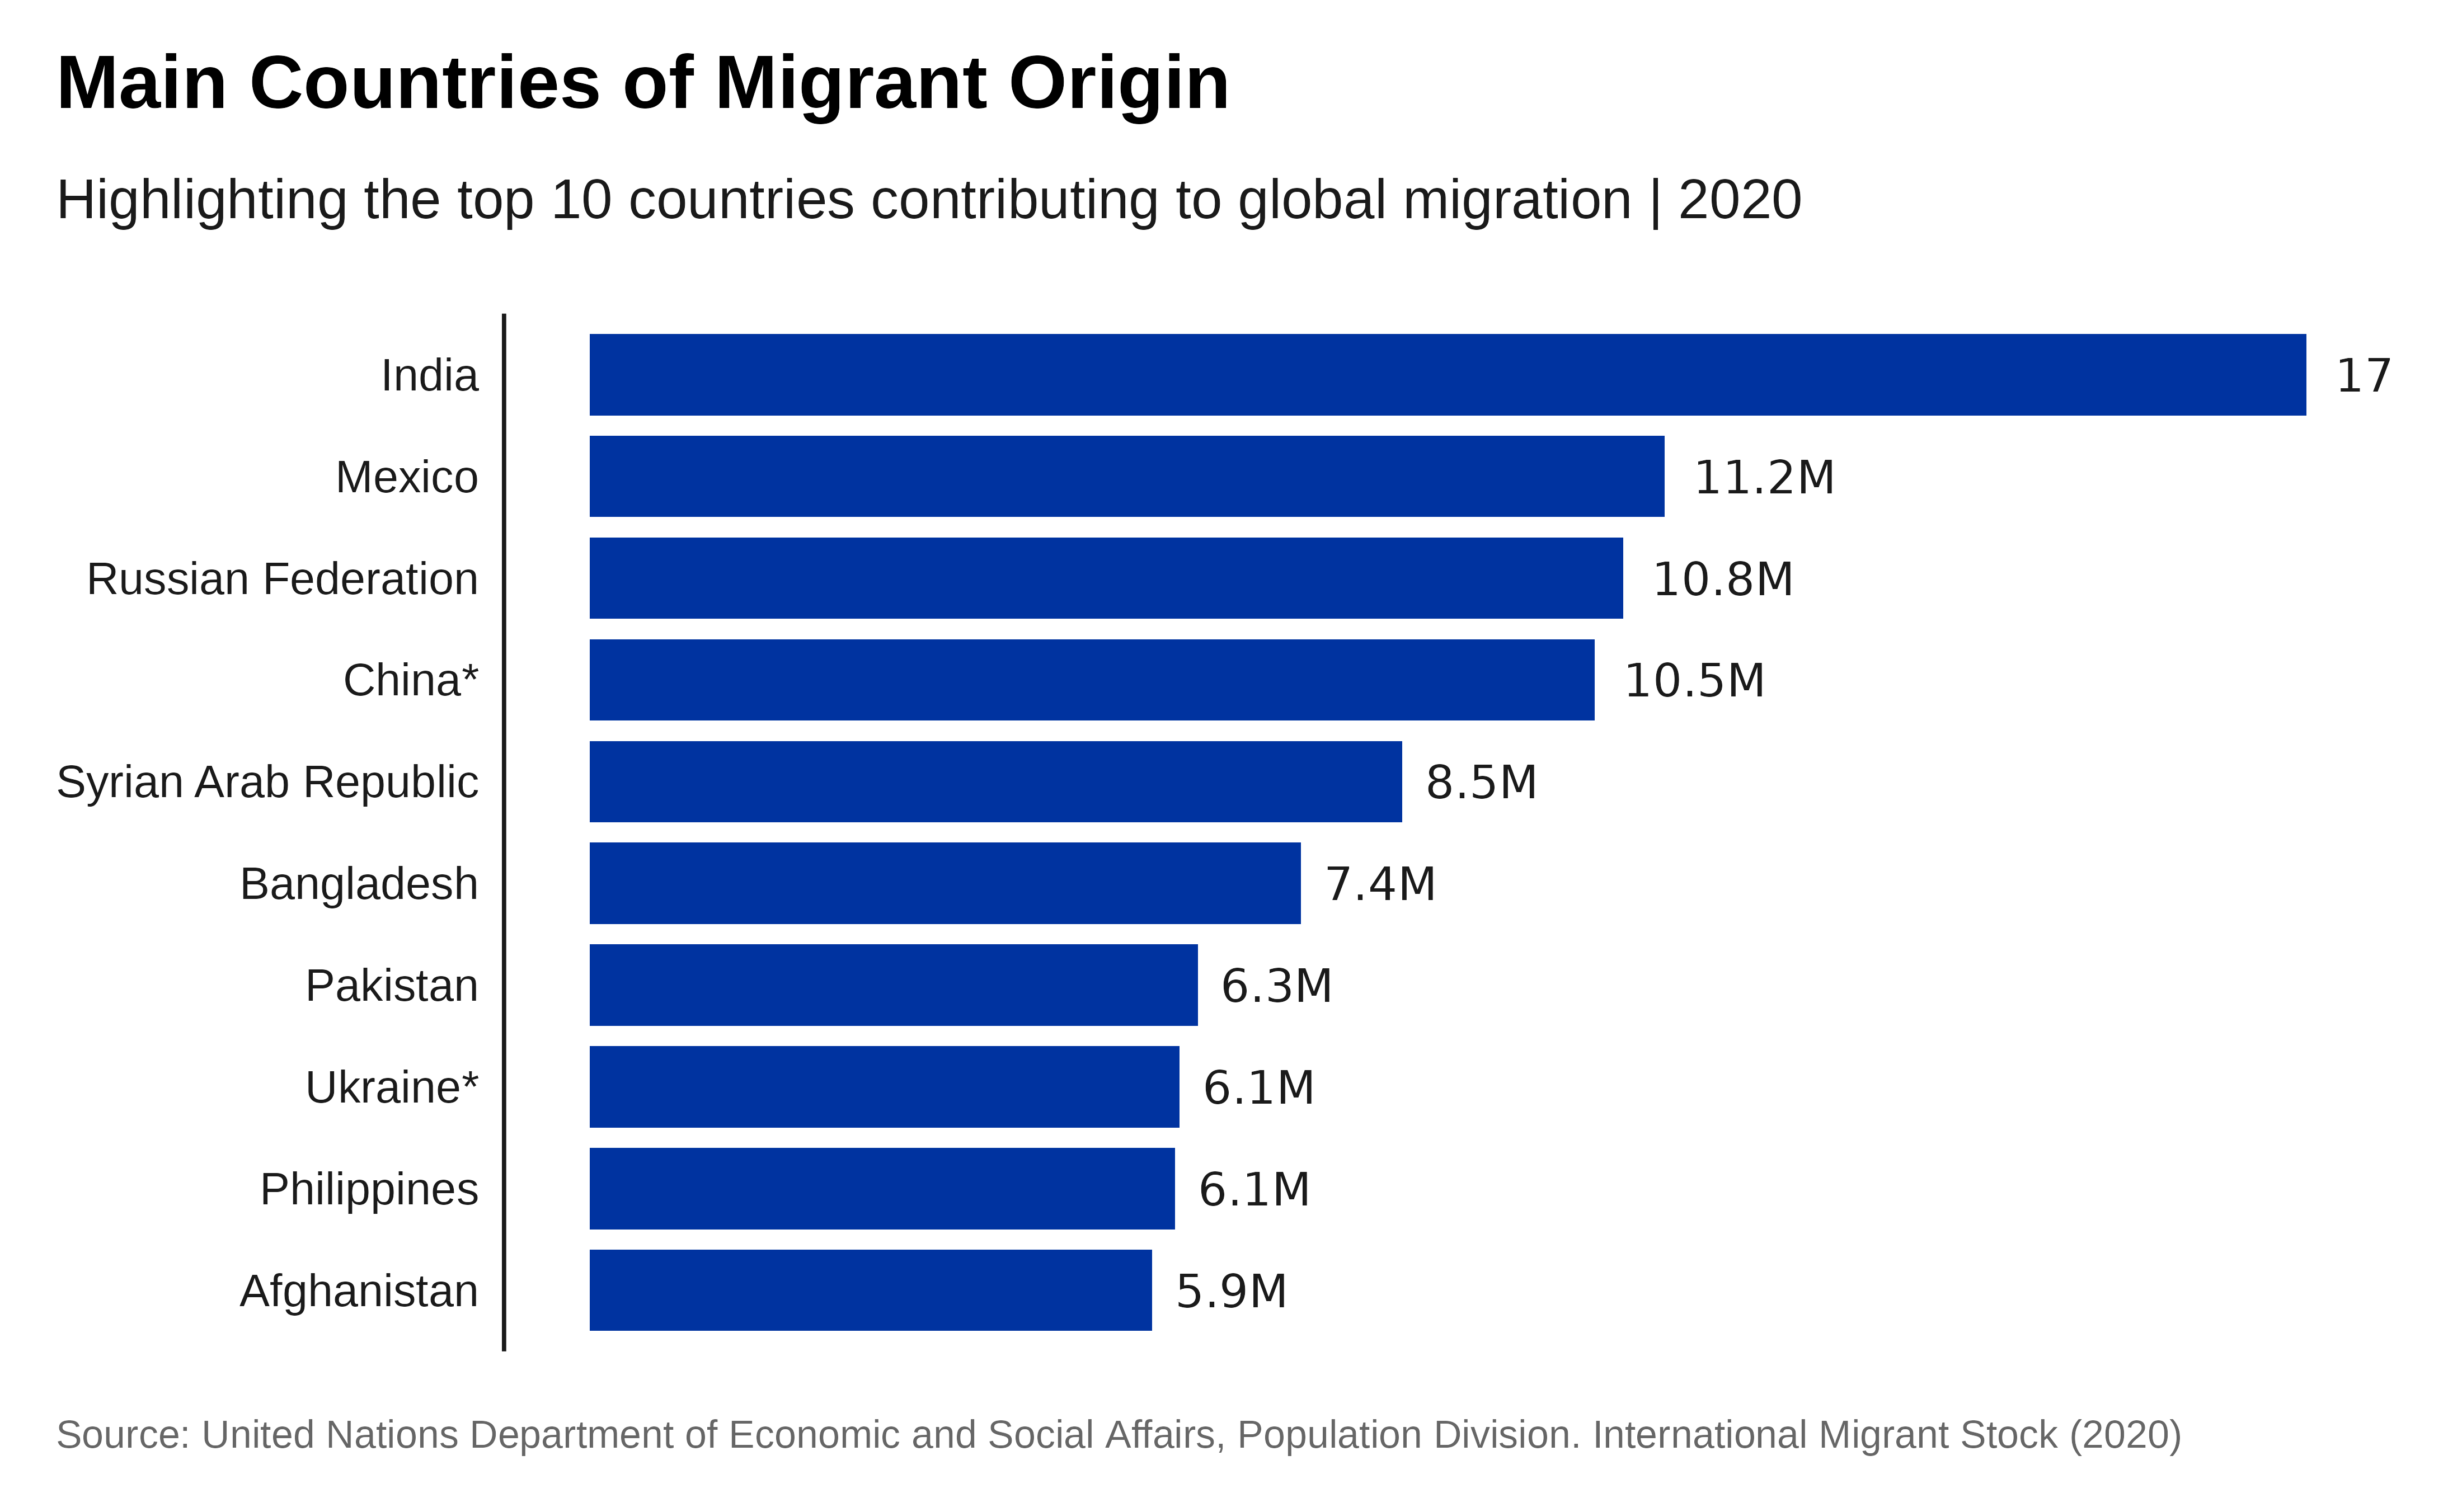 Main Countries of Migrant Origin
Highlighting the top 10 countries contributing to global migration | 2020
India 17
Mexico 11.2M
Russian Federation 10.8M
China* 10.5M
Syrian Arab Republic 8.5M
Bangladesh 7.4M
Pakistan 6.3M
Ukraine* 6.1M
Philippines 6.1M
Afghanistan 5.9M
Source: United Nations Department of Economic and Social Affairs, Population Division. International Migrant Stock (2020)